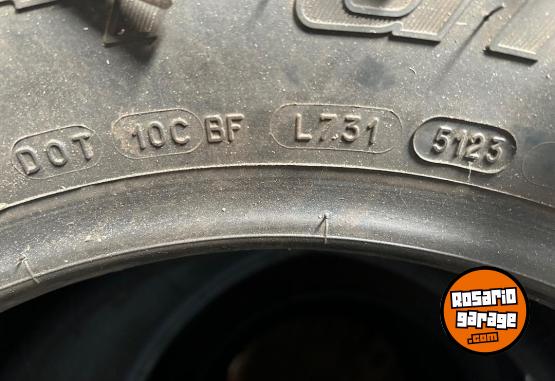 DOT 10C BF L7.31 5123
Rosario
garage
.com